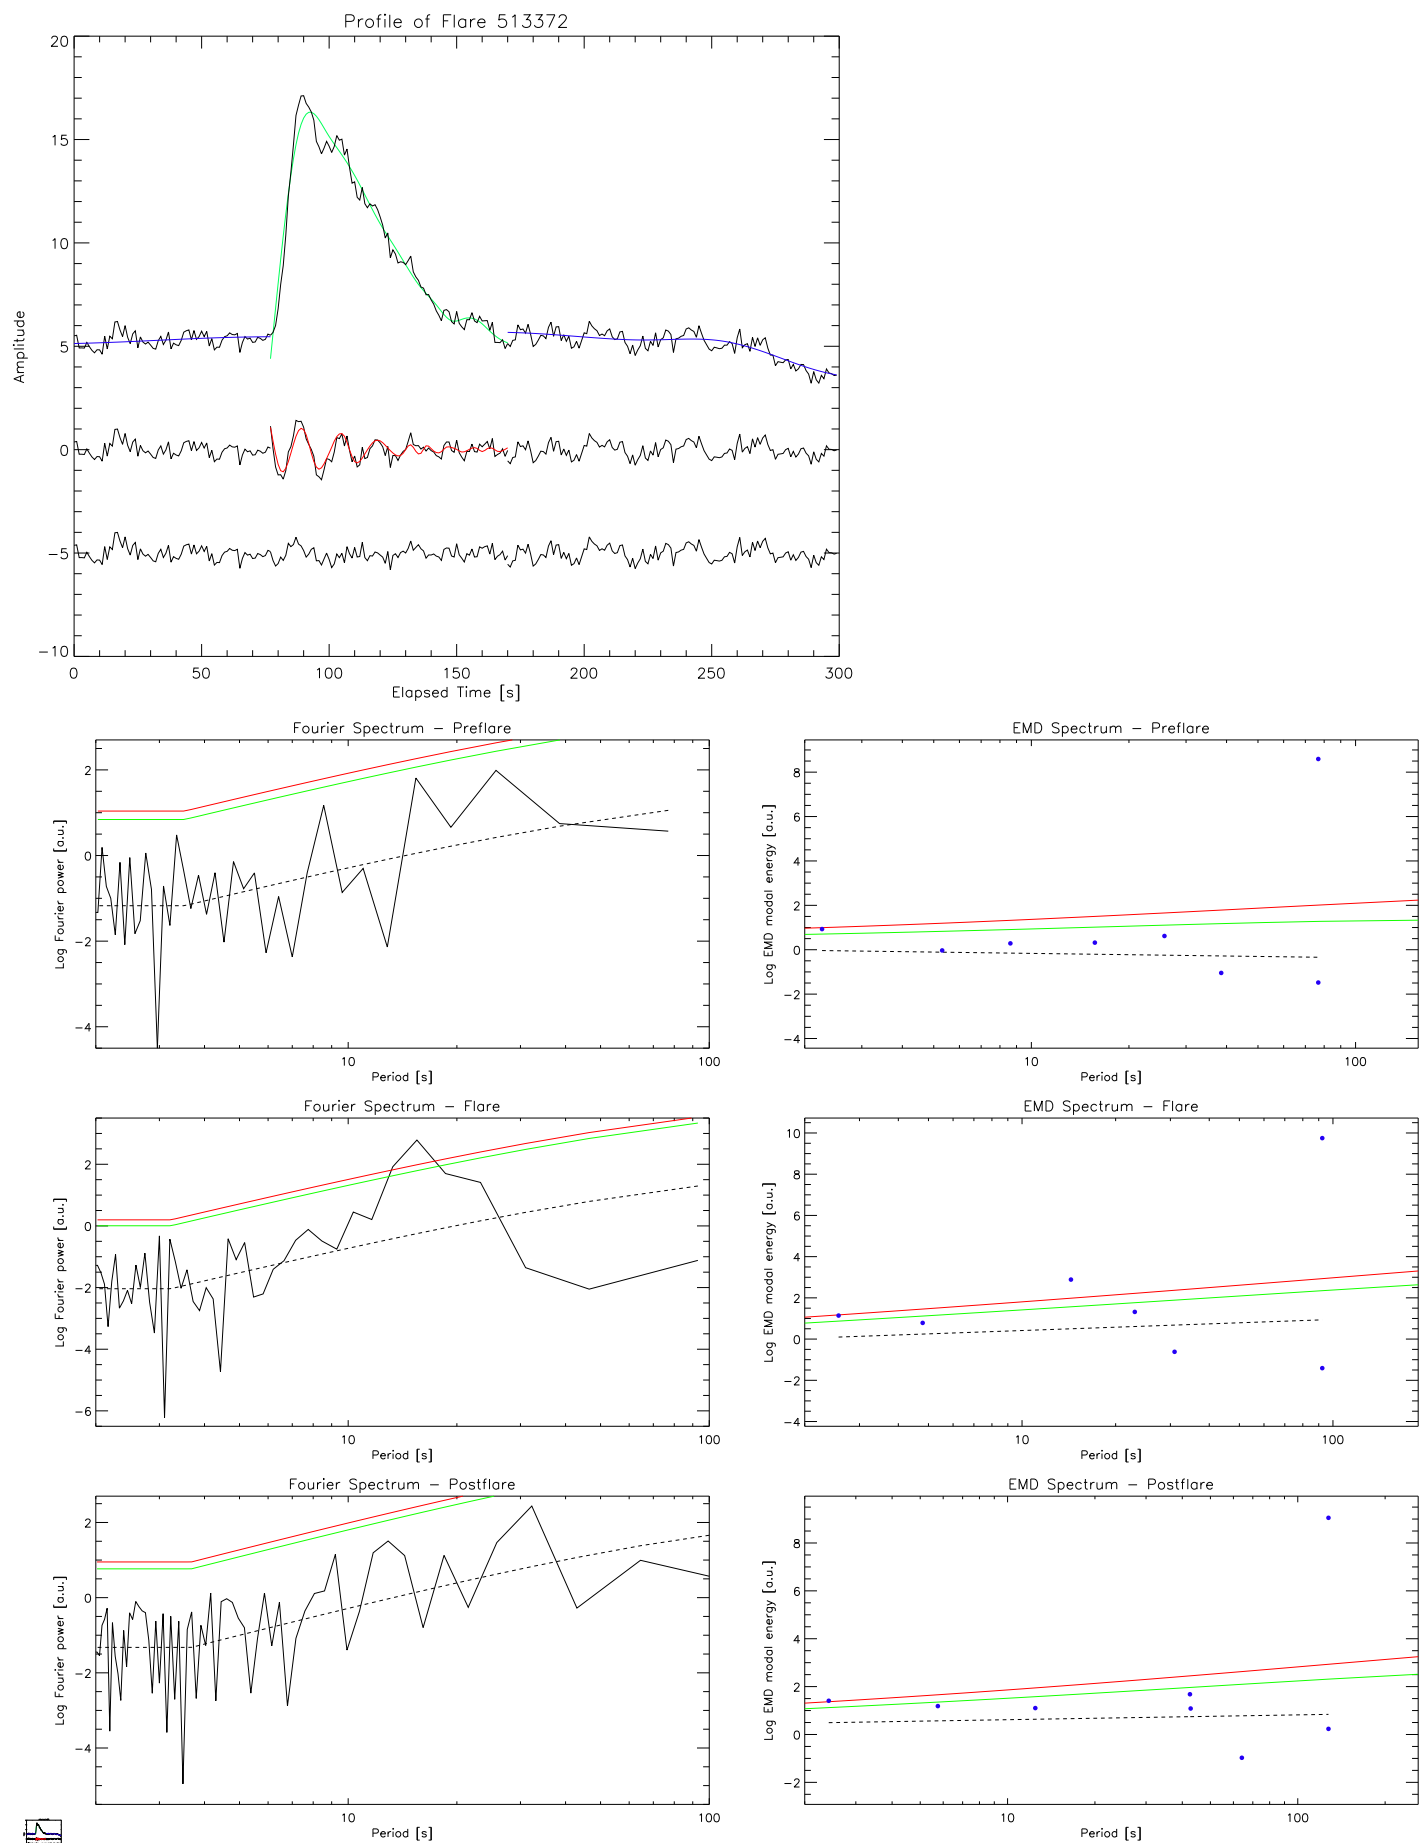 Profile of Flare 513372
20
15
10
5
0
−5
−10
Amplitude
0 50 100 150 200 250 300
Elapsed Time [s]
Fourier Spectrum − Preflare
2
0
−2
−4
Log Fourier power [a.u.]
10 100
Period [s]
EMD Spectrum − Preflare
8
6
4
2
0
−2
−4
Log EMD modal energy [a.u.]
10 100
Period [s]
Fourier Spectrum − Flare
2
0
−2
−4
−6
Log Fourier power [a.u.]
10 100
Period [s]
EMD Spectrum − Flare
10
8
6
4
2
0
−2
−4
Log EMD modal energy [a.u.]
10 100
Period [s]
Fourier Spectrum − Postflare
2
0
−2
−4
Log Fourier power [a.u.]
10 100
Period [s]
EMD Spectrum − Postflare
8
6
4
2
0
−2
Log EMD modal energy [a.u.]
10 100
Period [s]